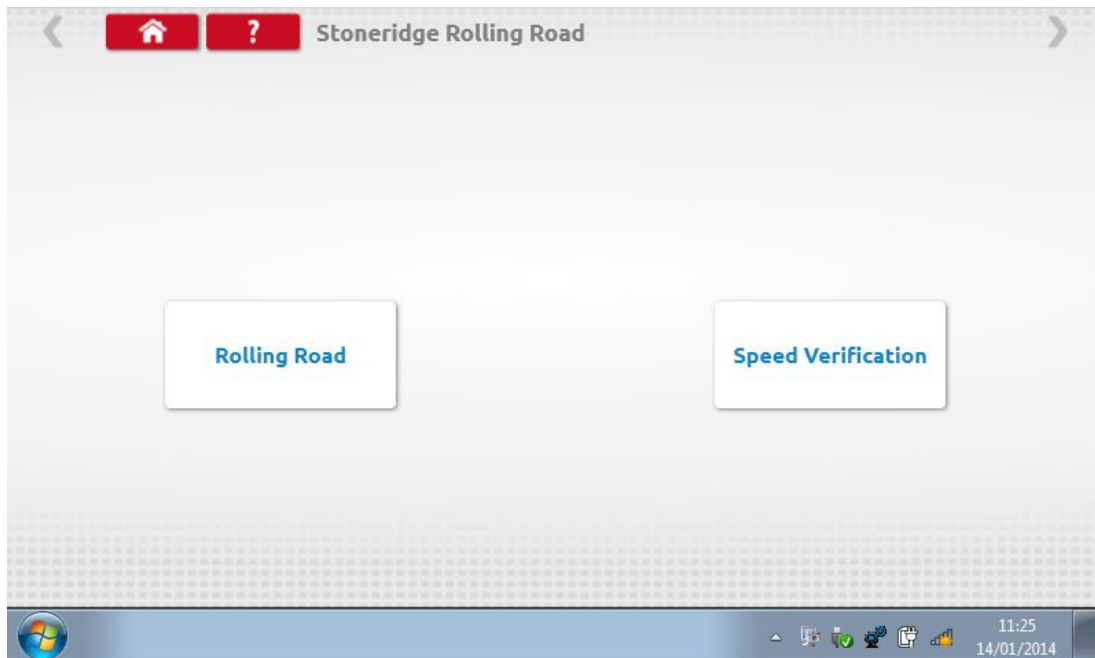 ? Stoneridge Rolling Road
Rolling Road
Speed Verification
11:25
14/01/2014